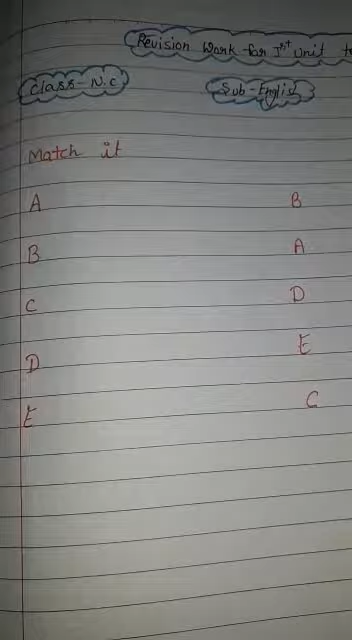 Revision Work for Ist Unit
Class - N.C Sub - English
Match it
A B
B A
C D
D E
E C